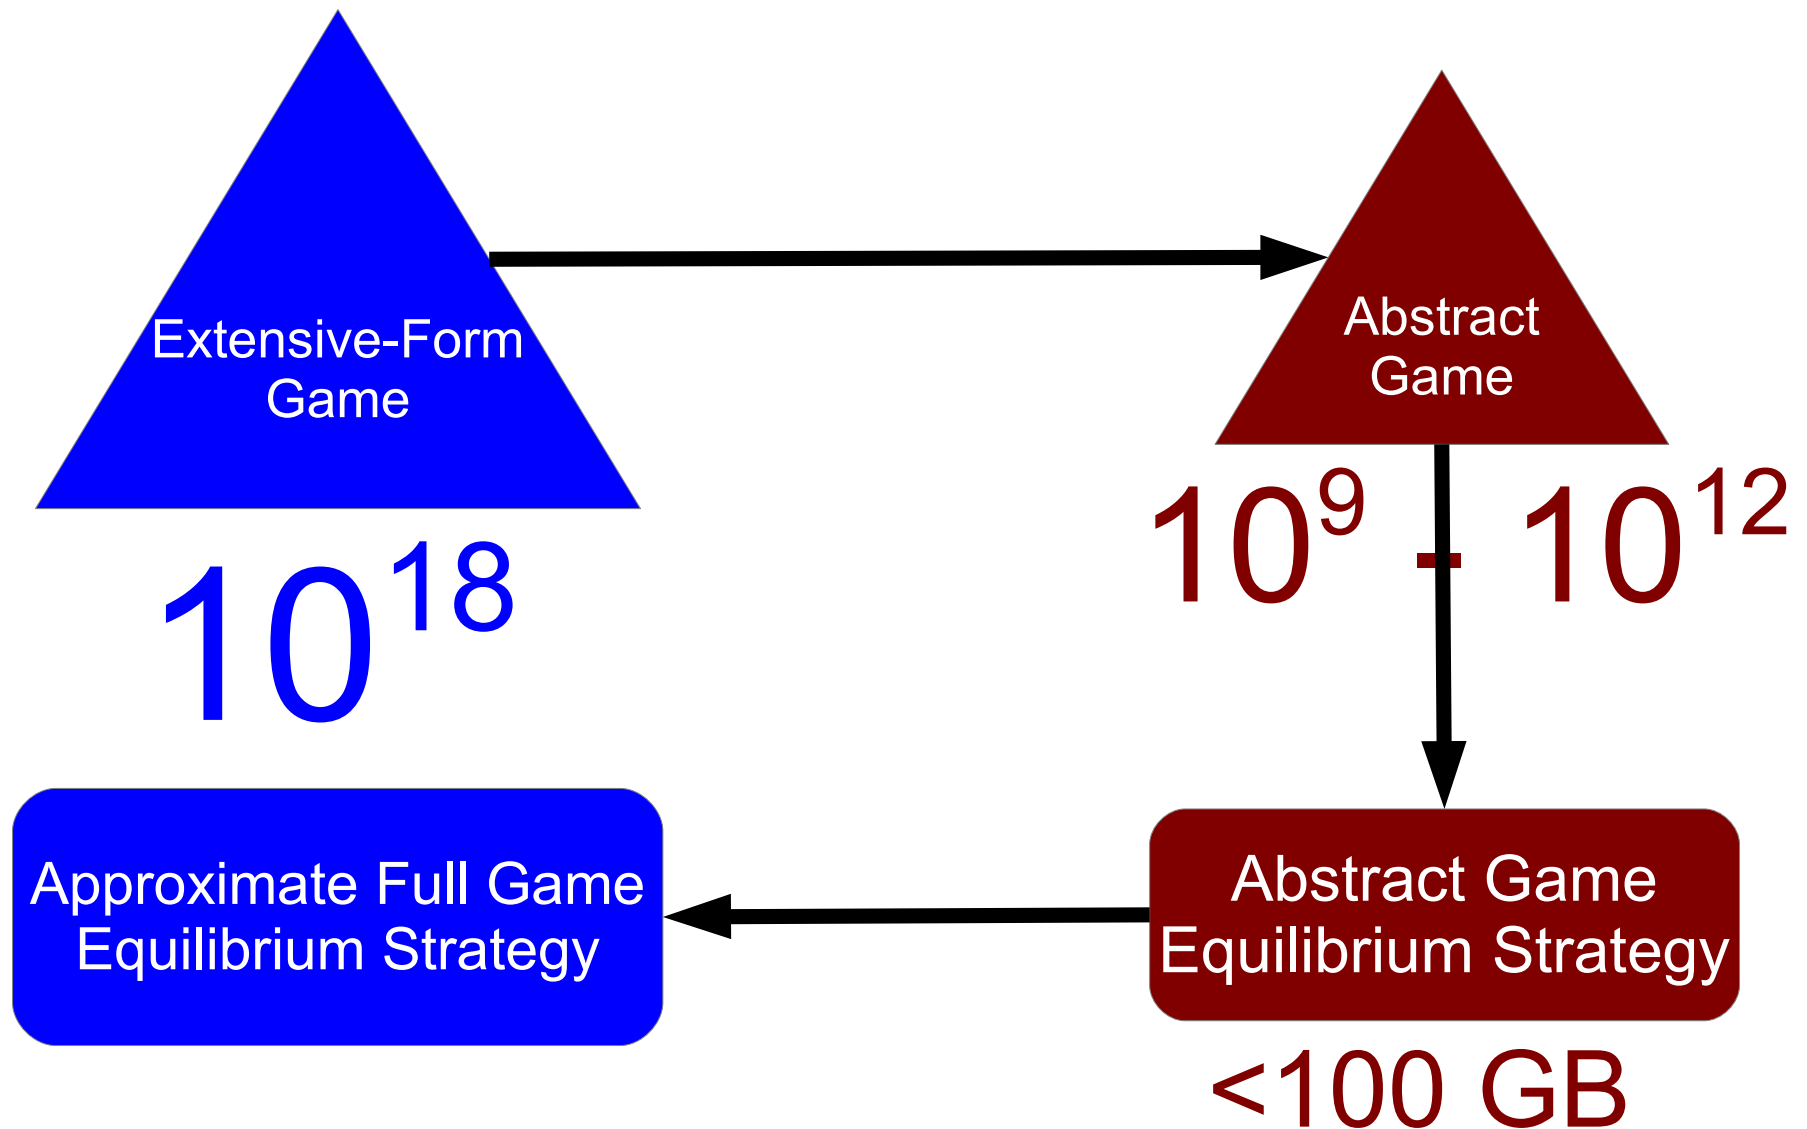 Extensive-Form
Game
10^18
Abstract
Game
10^9 - 10^12
Approximate Full Game
Equilibrium Strategy
Abstract Game
Equilibrium Strategy
<100 GB